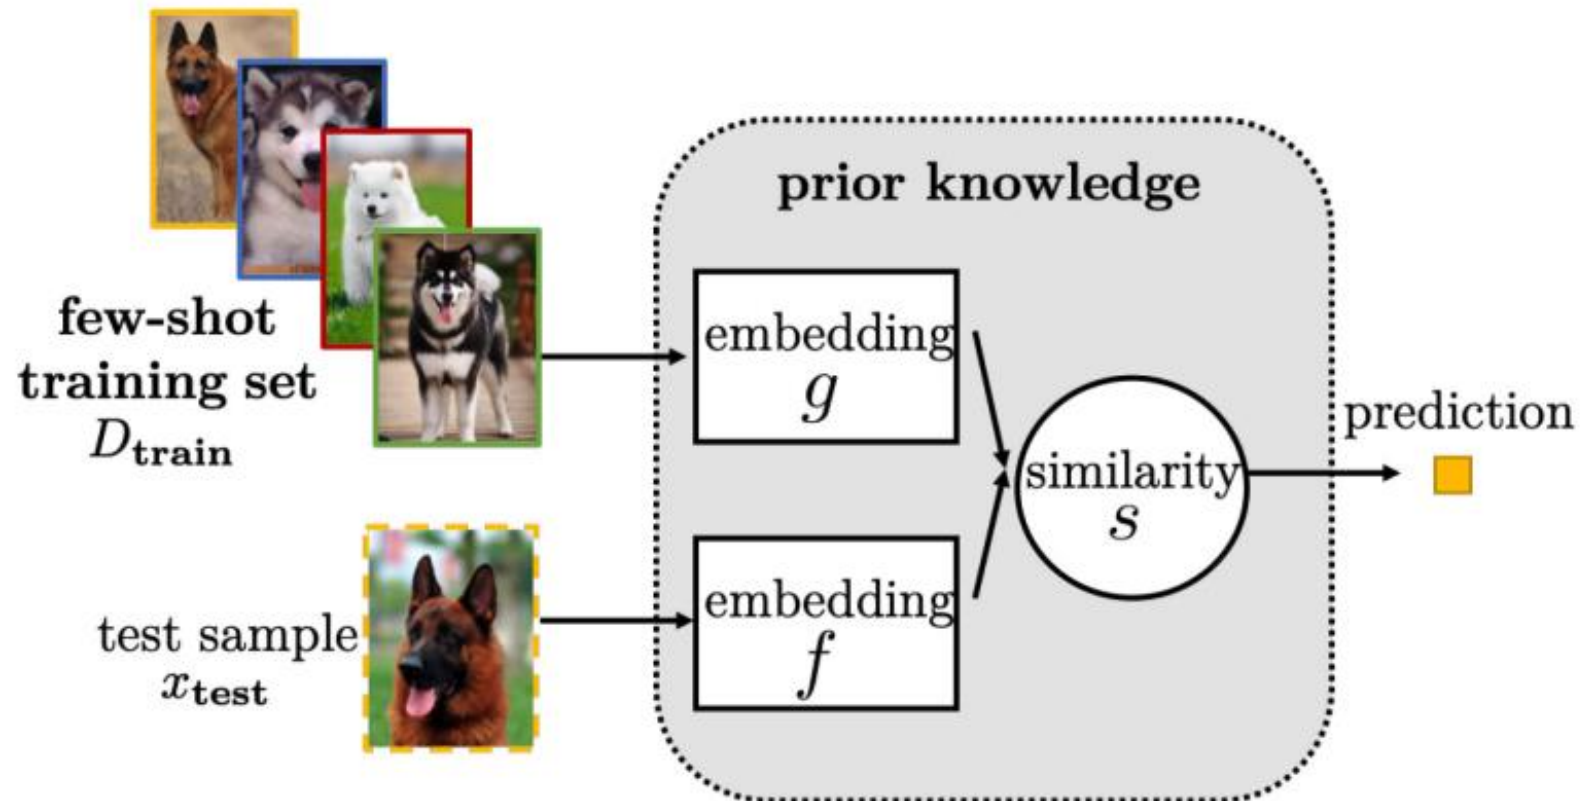 prior knowledge
few-shot
training set
D_train
embedding
g
similarity
s
prediction
embedding
f
test sample
x_test